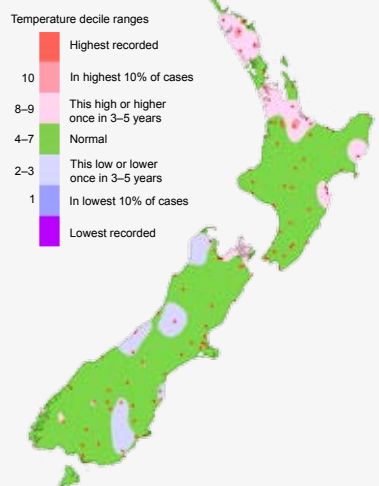 Temperature decile ranges
Highest recorded
10 In highest 10% of cases
8–9 This high or higher
once in 3–5 years
4–7 Normal
2–3 This low or lower
once in 3–5 years
1 In lowest 10% of cases
Lowest recorded